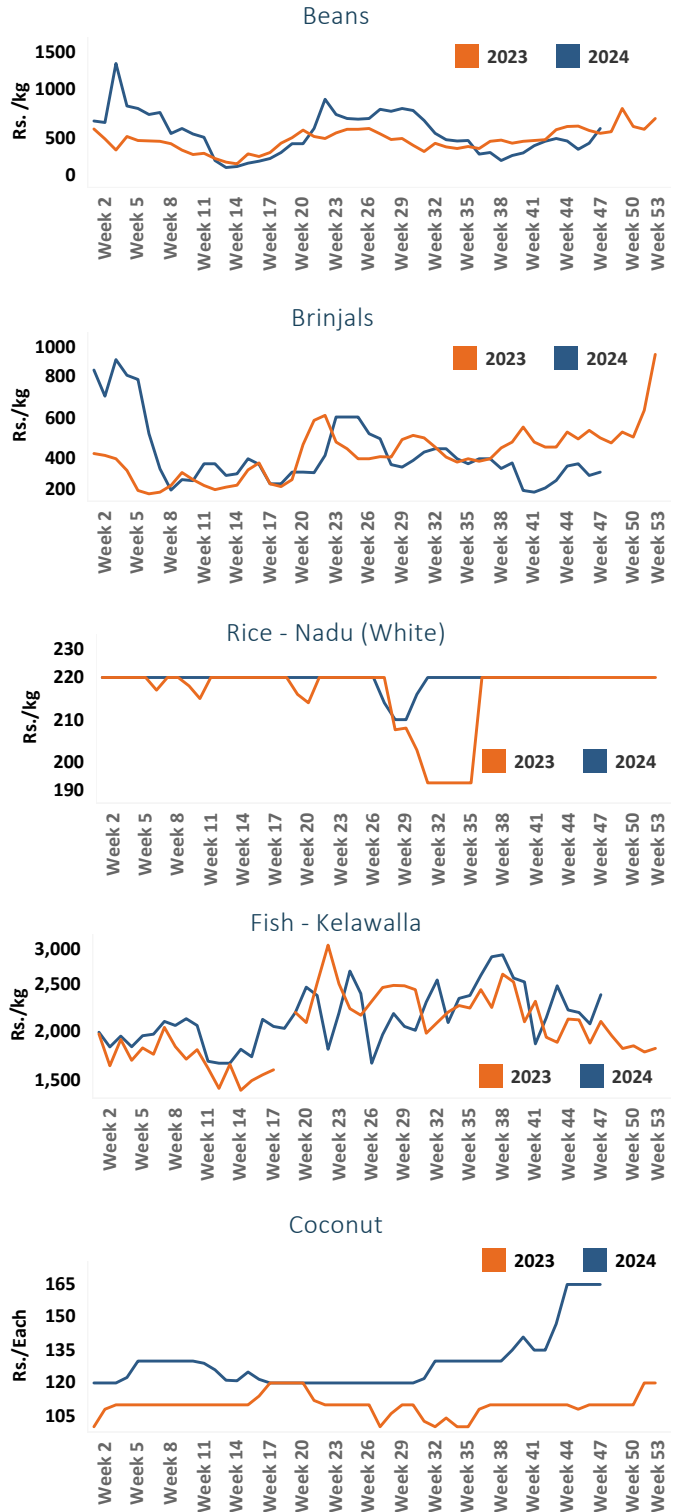 Beans
2023 2024
Rs. /kg
1500
1000
500
0
Week 2 Week 5 Week 8 Week 11 Week 14 Week 17 Week 20 Week 23 Week 26 Week 29 Week 32 Week 35 Week 38 Week 41 Week 44 Week 47 Week 50 Week 53
Brinjals
2023 2024
Rs./kg
1000
800
600
400
200
Week 2 Week 5 Week 8 Week 11 Week 14 Week 17 Week 20 Week 23 Week 26 Week 29 Week 32 Week 35 Week 38 Week 41 Week 44 Week 47 Week 50 Week 53
Rice - Nadu (White)
Rs./kg
230
220
210
200
190
2023 2024
Week 2 Week 5 Week 8 Week 11 Week 14 Week 17 Week 20 Week 23 Week 26 Week 29 Week 32 Week 35 Week 38 Week 41 Week 44 Week 47 Week 50 Week 53
Fish - Kelawalla
Rs./kg
3,000
2,500
2,000
1,500
2023 2024
Week 2 Week 5 Week 8 Week 11 Week 14 Week 17 Week 20 Week 23 Week 26 Week 29 Week 32 Week 35 Week 38 Week 41 Week 44 Week 47 Week 50 Week 53
Coconut
2023 2024
Rs./Each
165
150
135
120
105
Week 2 Week 5 Week 8 Week 11 Week 14 Week 17 Week 20 Week 23 Week 26 Week 29 Week 32 Week 35 Week 38 Week 41 Week 44 Week 47 Week 50 Week 53